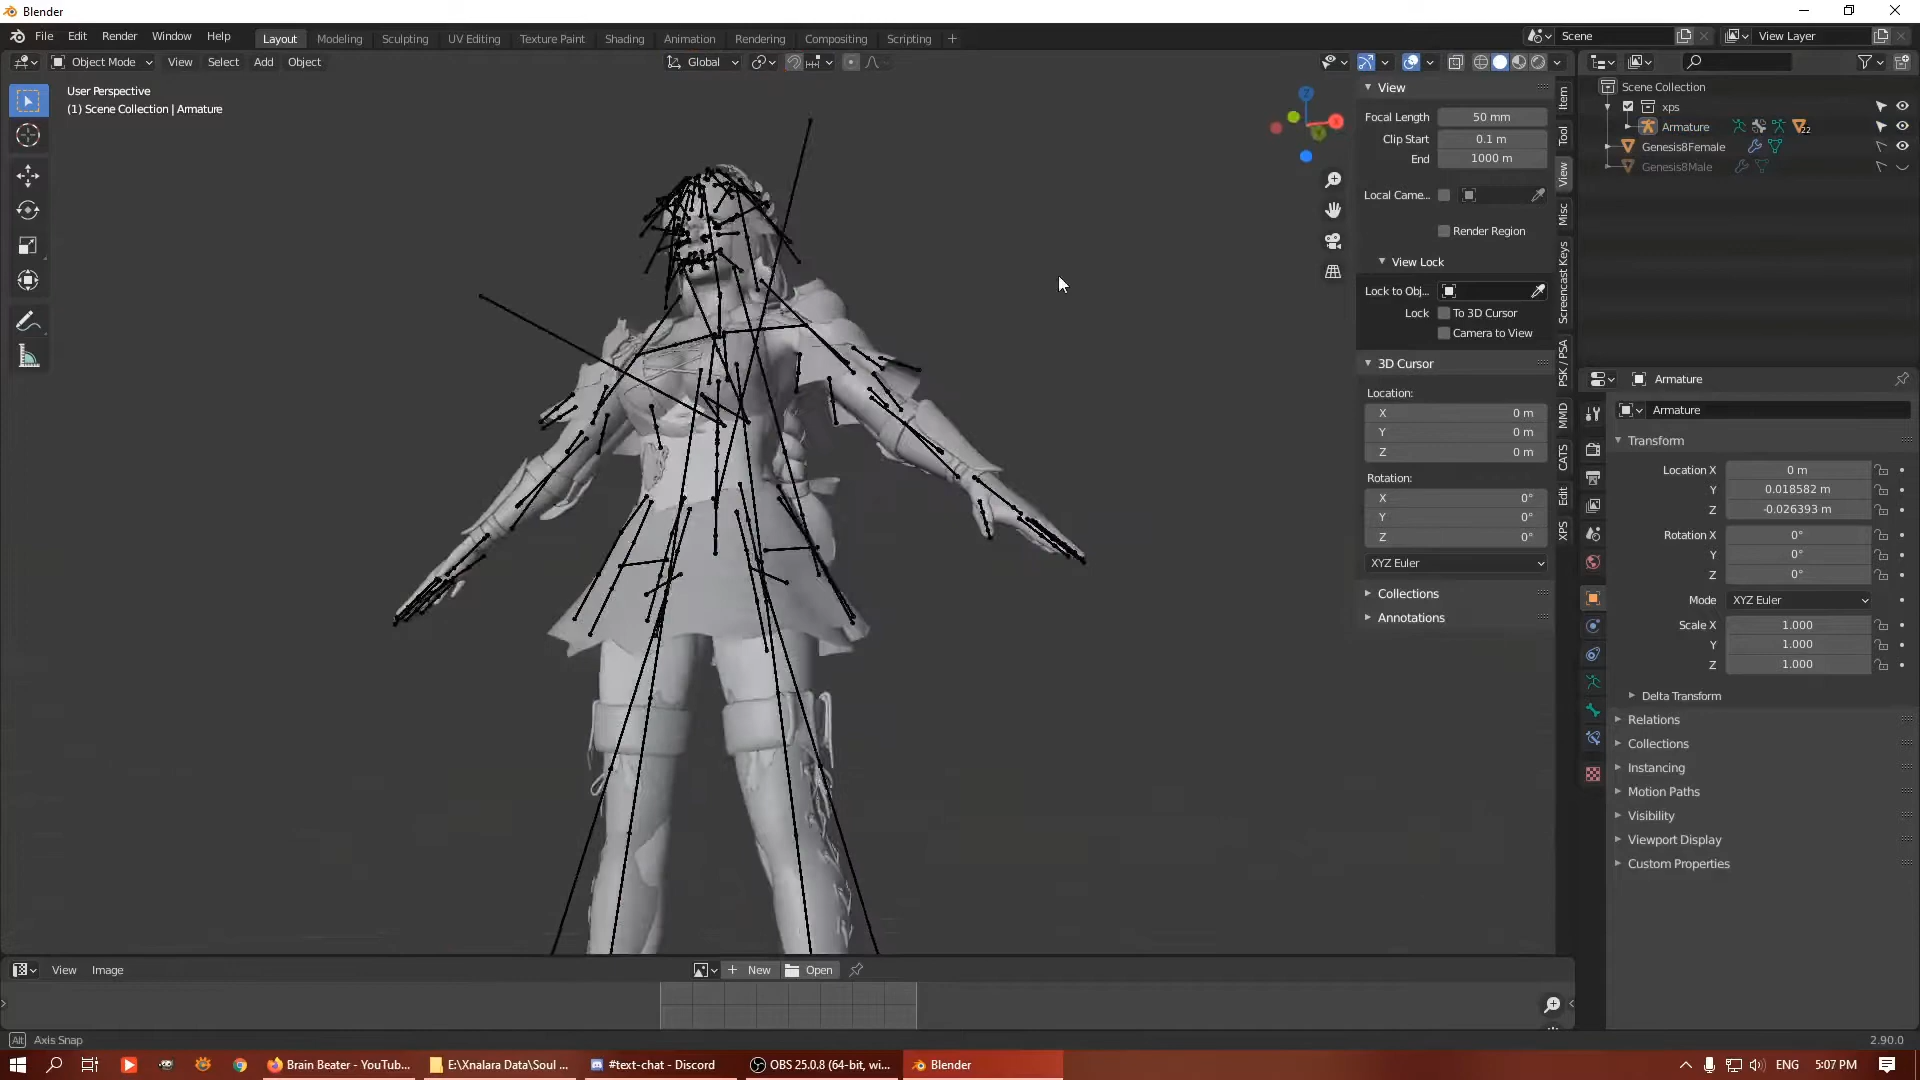 Blender
File Edit Render Window Help
Layout Modeling Sculpting UV Editing Texture Paint Shading Animation Rendering Compositing Scripting
Scene
View Layer
Object Mode View Select Add Object
Global
User Perspective
(1) Scene Collection | Armature
Z
X
View
Focal Length 50 mm
Clip Start 0.1 m
End 1000 m
Local Came...
Render Region
View Lock
Lock to Obj...
Lock To 3D Cursor
Camera to View
3D Cursor
Location:
X 0 m
Y 0 m
Z 0 m
Rotation:
X 0°
Y 0°
Z 0°
XYZ Euler
Collections
Annotations
Item
Tool
View
Misc
Screencast Keys
PSK / PSA
MMD
CATS
Edit
XPS
Scene Collection
xps
Armature 22
Genesis8Female
Genesis8Male
Armature
Armature
Transform
Location X 0 m
Y 0.018582 m
Z -0.026393 m
Rotation X 0°
Y 0°
Z 0°
Mode XYZ Euler
Scale X 1.000
Y 1.000
Z 1.000
Delta Transform
Relations
Collections
Instancing
Motion Paths
Visibility
Viewport Display
Custom Properties
View Image
New Open
Alt Axis Snap
2.90.0
Brain Beater - YouTub...
E:\Xnalara Data\Soul ...
#text-chat - Discord
OBS 25.0.8 (64-bit, wi...
Blender
ENG 5:07 PM